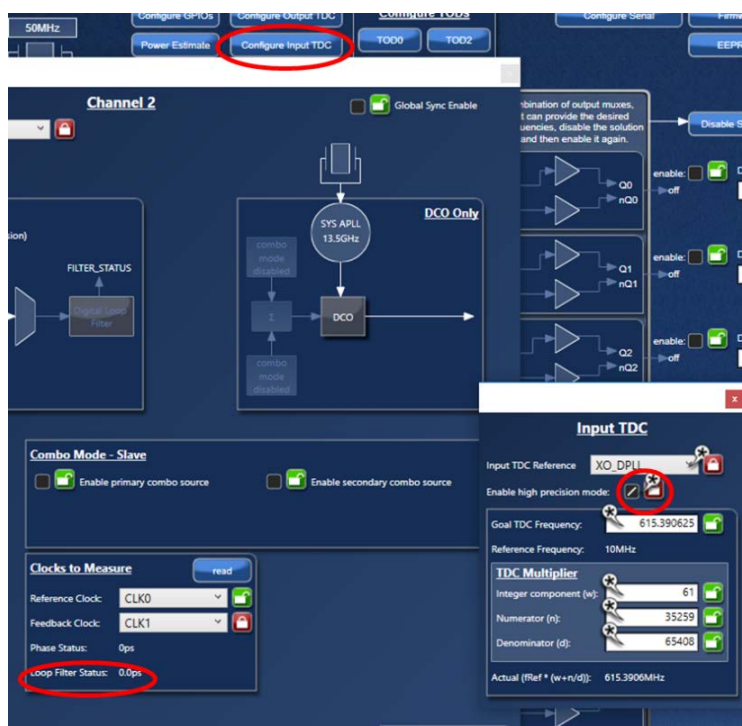 50MHz
Configure GPIOs
Configure Output TDC
Configure TODs
Configure Serial
Power Estimate
Configure Input TDC
TOD0
TOD2
Channel 2
Global Sync Enable
can provide the desired
disable the solution
and then enable it again.
Disable
DCO Only
SYS APLL
13.5GHz
combo
mode
disabled
FILTER_STATUS
Digital Loop
Filter
Σ
DCO
combo
mode
disabled
enable:
off
Q0
nQ0
enable:
off
Q1
nQ1
enable:
off
Q2
nQ2
Combo Mode - Slave
Enable primary combo source
Enable secondary combo source
Clocks to Measure
read
Reference Clock:
CLK0
Feedback Clock:
CLK1
Phase Status:
0ps
Loop Filter Status:
0.0ps
x
Input TDC
Input TDC Reference
XO_DPLL
Enable high precision mode:
Goal TDC Frequency:
615.390625
Reference Frequency:
10MHz
TDC Multiplier
Integer component (w):
61
Numerator (n):
35259
Denominator (d):
65408
Actual (fRef * (w+n/d)):
615.3906MHz